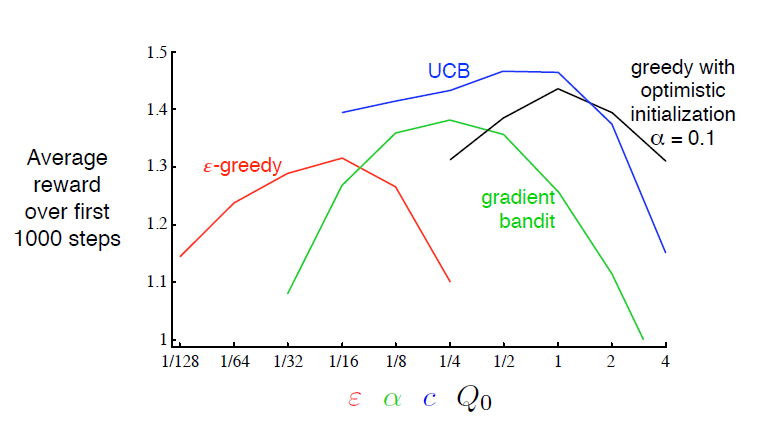 1.5
1.4
1.3
1.2
1.1
1
Average
reward
over first
1000 steps
ε-greedy
UCB
gradient
bandit
greedy with
optimistic
initialization
α = 0.1
1/128 1/64 1/32 1/16 1/8 1/4 1/2 1 2 4
ε α c Q₀